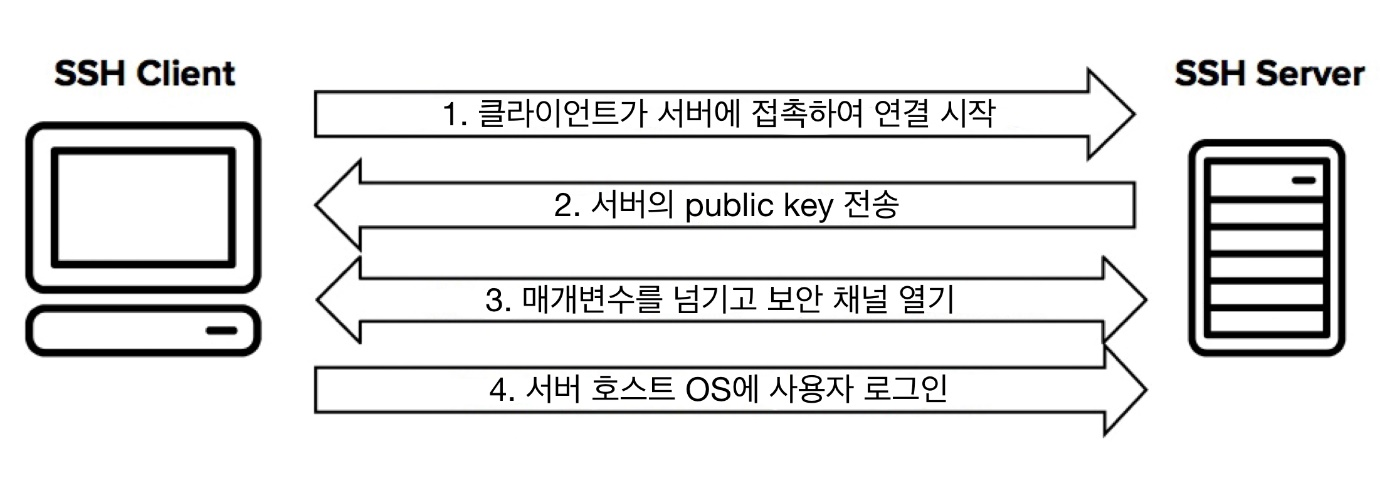 SSH Client
SSH Server
1. 클라이언트가 서버에 접촉하여 연결 시작
2. 서버의 public key 전송
3. 매개변수를 넘기고 보안 채널 열기
4. 서버 호스트 OS에 사용자 로그인